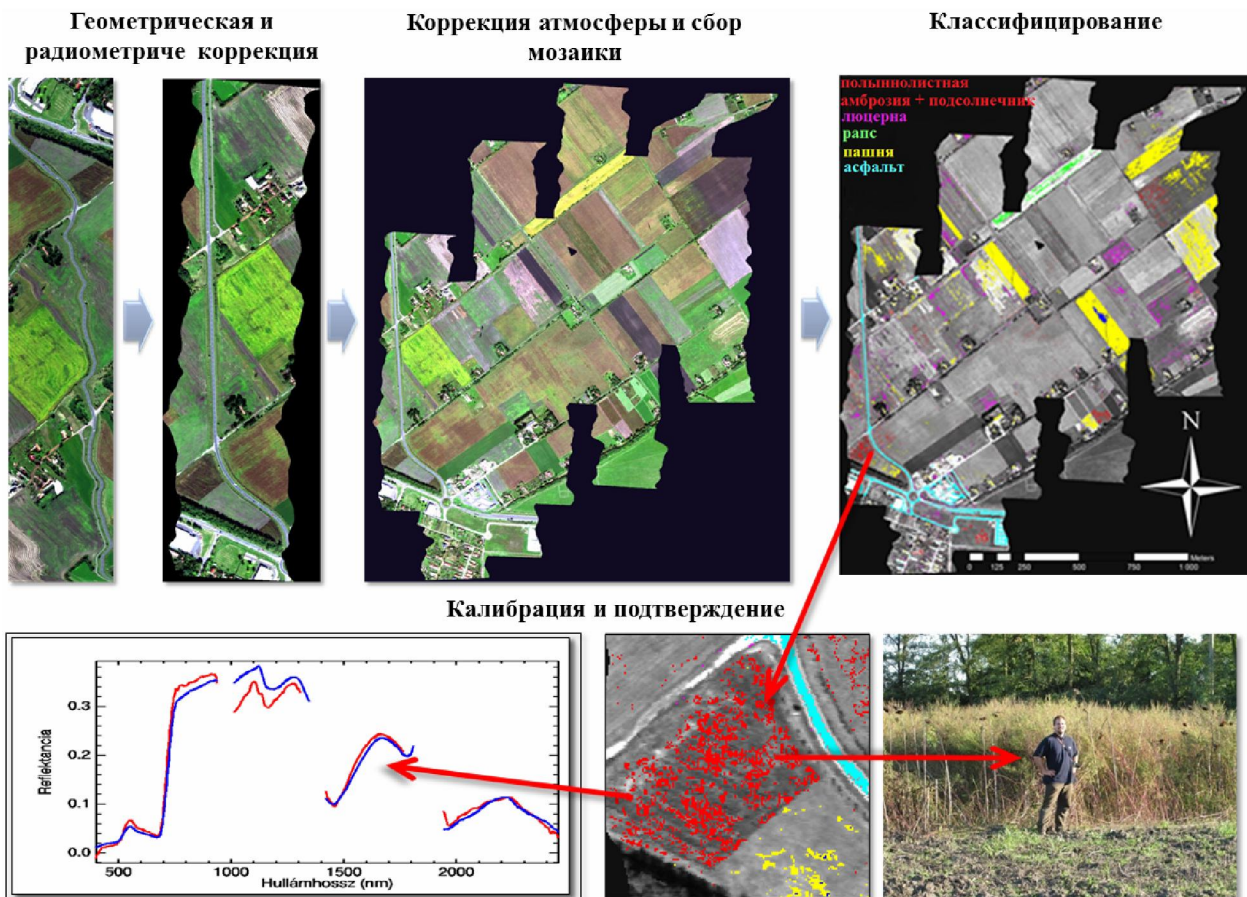 Геометрическая и
радиометриче коррекция
Коррекция атмосферы и сбор
мозаики
Классифицирование
полыннолистная
амброзия + подсолнечник
люцерна
рапс
пашня
асфальт
N
Meters
0 125 250 500 750 1 000
Калибрация и подтверждение
Reflektancia
0.3
0.2
0.1
0.0
500 1000 1500 2000
Hullámhossz (nm)